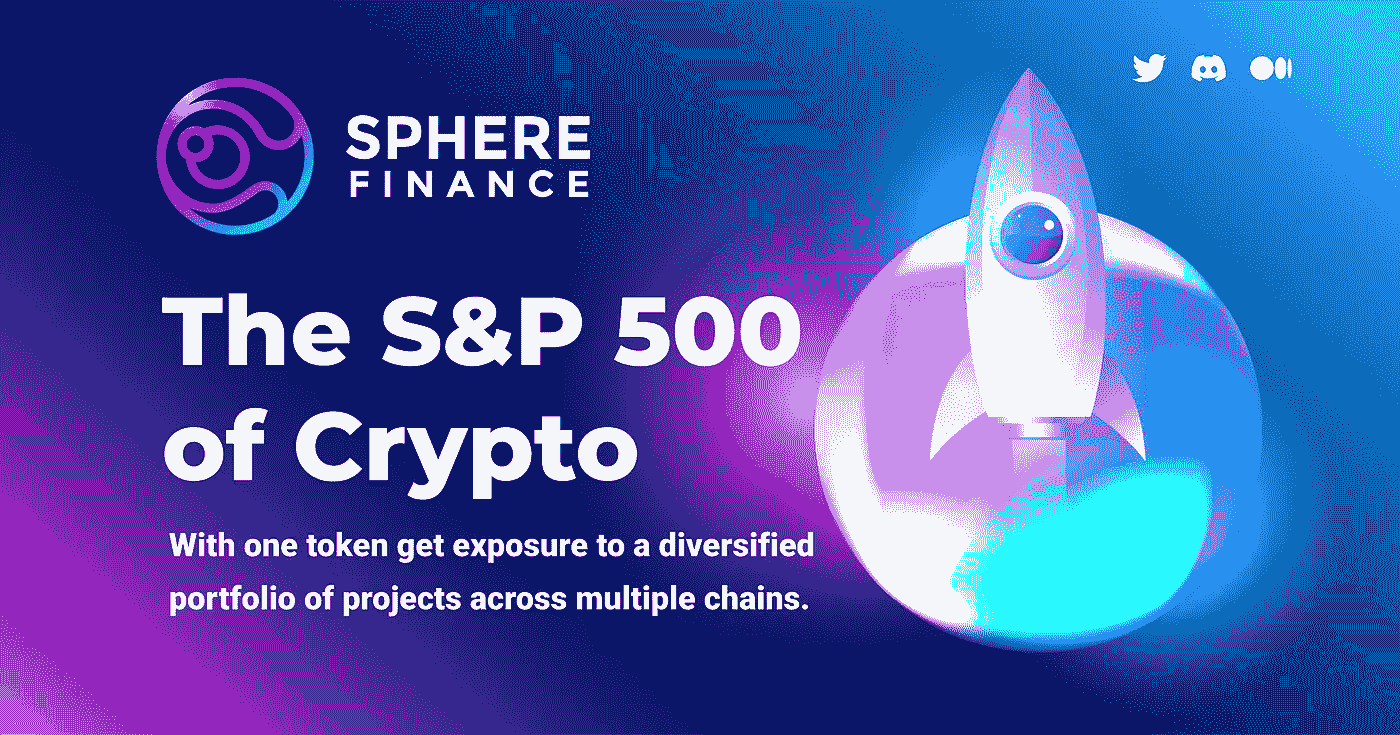 SPHERE
FINANCE
The S&P 500
of Crypto
With one token get exposure to a diversified
portfolio of projects across multiple chains.